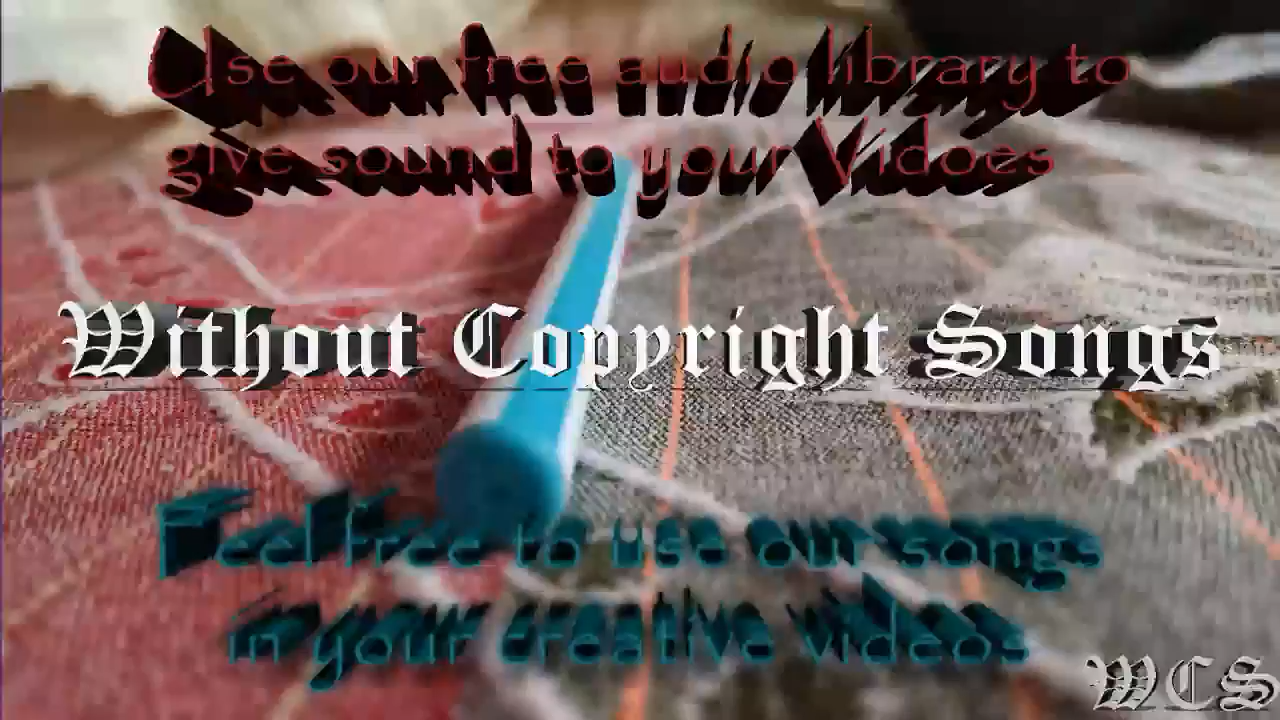 Use our free audio library to
give sound to your Vidoes
Without Copyright Songs
Feel free to use our songs
in your creative videos
WCS